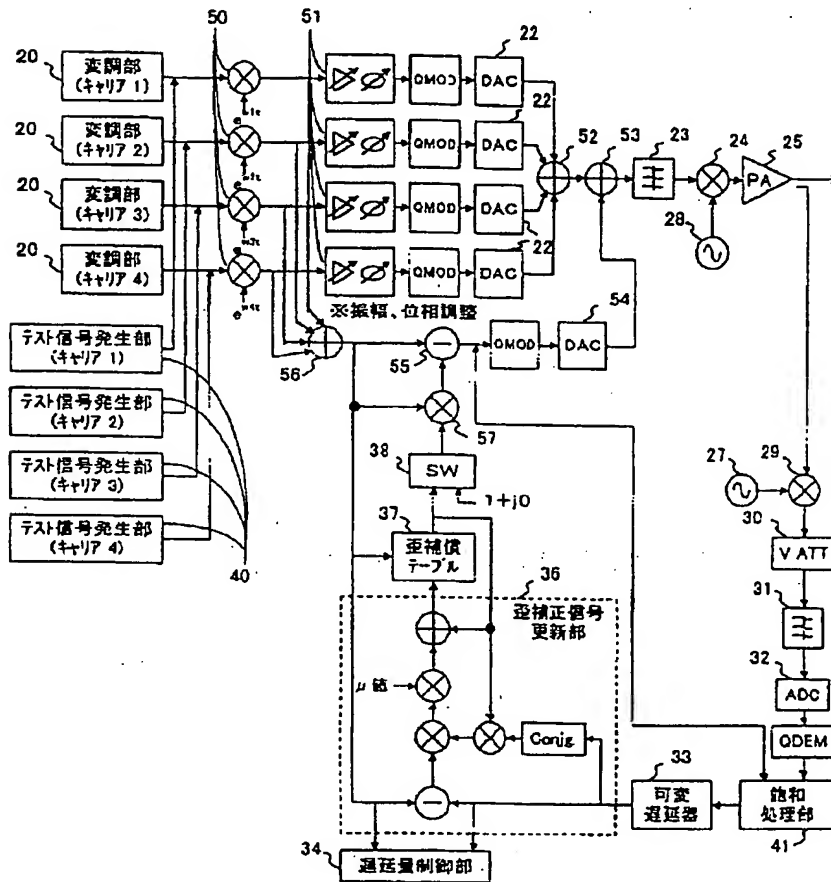 50
51
22
20
変調部
(キャリア 1)
QMOD
DAC
20
変調部
(キャリア 2)
22
QMOD
DAC
52
53
23
24
25
PA
28
20
変調部
(キャリア 3)
QMOD
DAC
22
20
変調部
(キャリア 4)
QMOD
DAC
22
※振幅、位相調整
54
テスト信号発生部
(キャリア 1)
56
55
QMOD
DAC
テスト信号発生部
(キャリア 2)
57
テスト信号発生部
(キャリア 3)
38
SW
1+j0
27
29
テスト信号発生部
(キャリア 4)
40
37
歪補償
テーブル
30
V ATT
36
歪補正信号
更新部
31
μ値
32
ADC
Conjg
QDEM
33
可変
遅延器
飽和
処理部
41
34
遅延量制御部